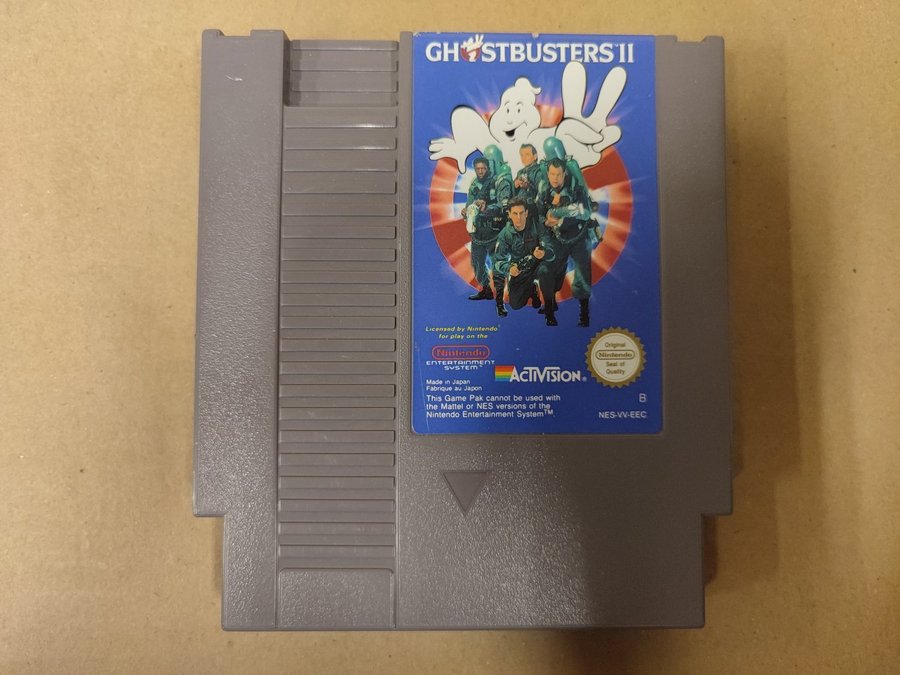 GHOSTBUSTERS II
Licensed by Nintendo®
for play on the
Nintendo®
ENTERTAINMENT
SYSTEM™
ACTIVISION®
Made in Japan
Fabrique au Japon
This Game Pak cannot be used with
the Mattel or NES versions of the
Nintendo Entertainment System™
Original
Nintendo
Seal of
Quality
B
NES-VV-EEC